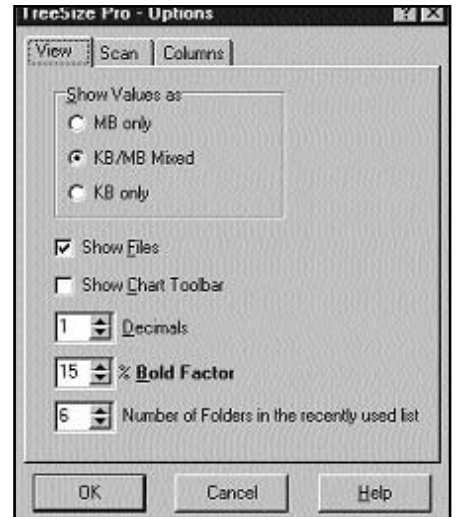 TreeSize Pro - Options
View
Scan
Columns
Show Values as
MB only
KB/MB Mixed
KB only
Show Files
Show Chart Toolbar
1 Decimals
15 % Bold Factor
6 Number of Folders in the recently used list
OK
Cancel
Help